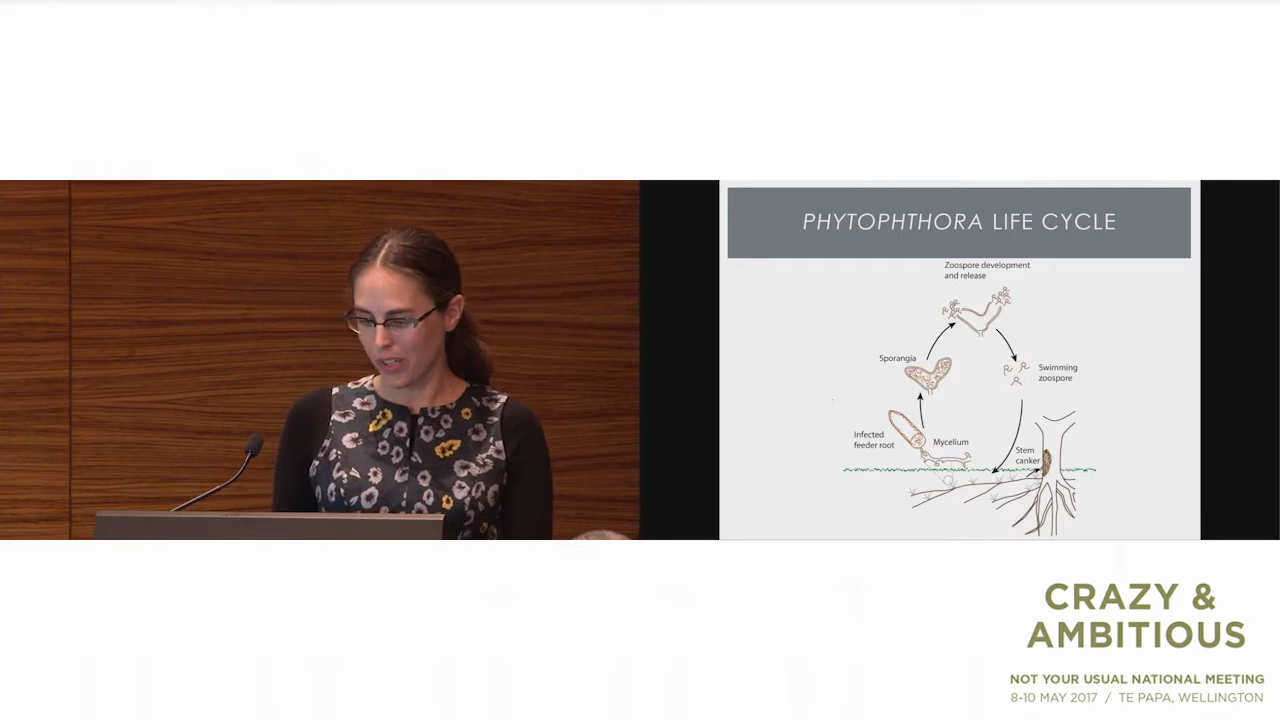 PHYTOPHTHORA LIFE CYCLE
Zoospore development
and release
Sporangia
Swimming
zoospore
Infected
feeder root
Mycelium
Stem
canker
CRAZY &
AMBITIOUS
NOT YOUR USUAL NATIONAL MEETING
8-10 MAY 2017 / TE PAPA, WELLINGTON